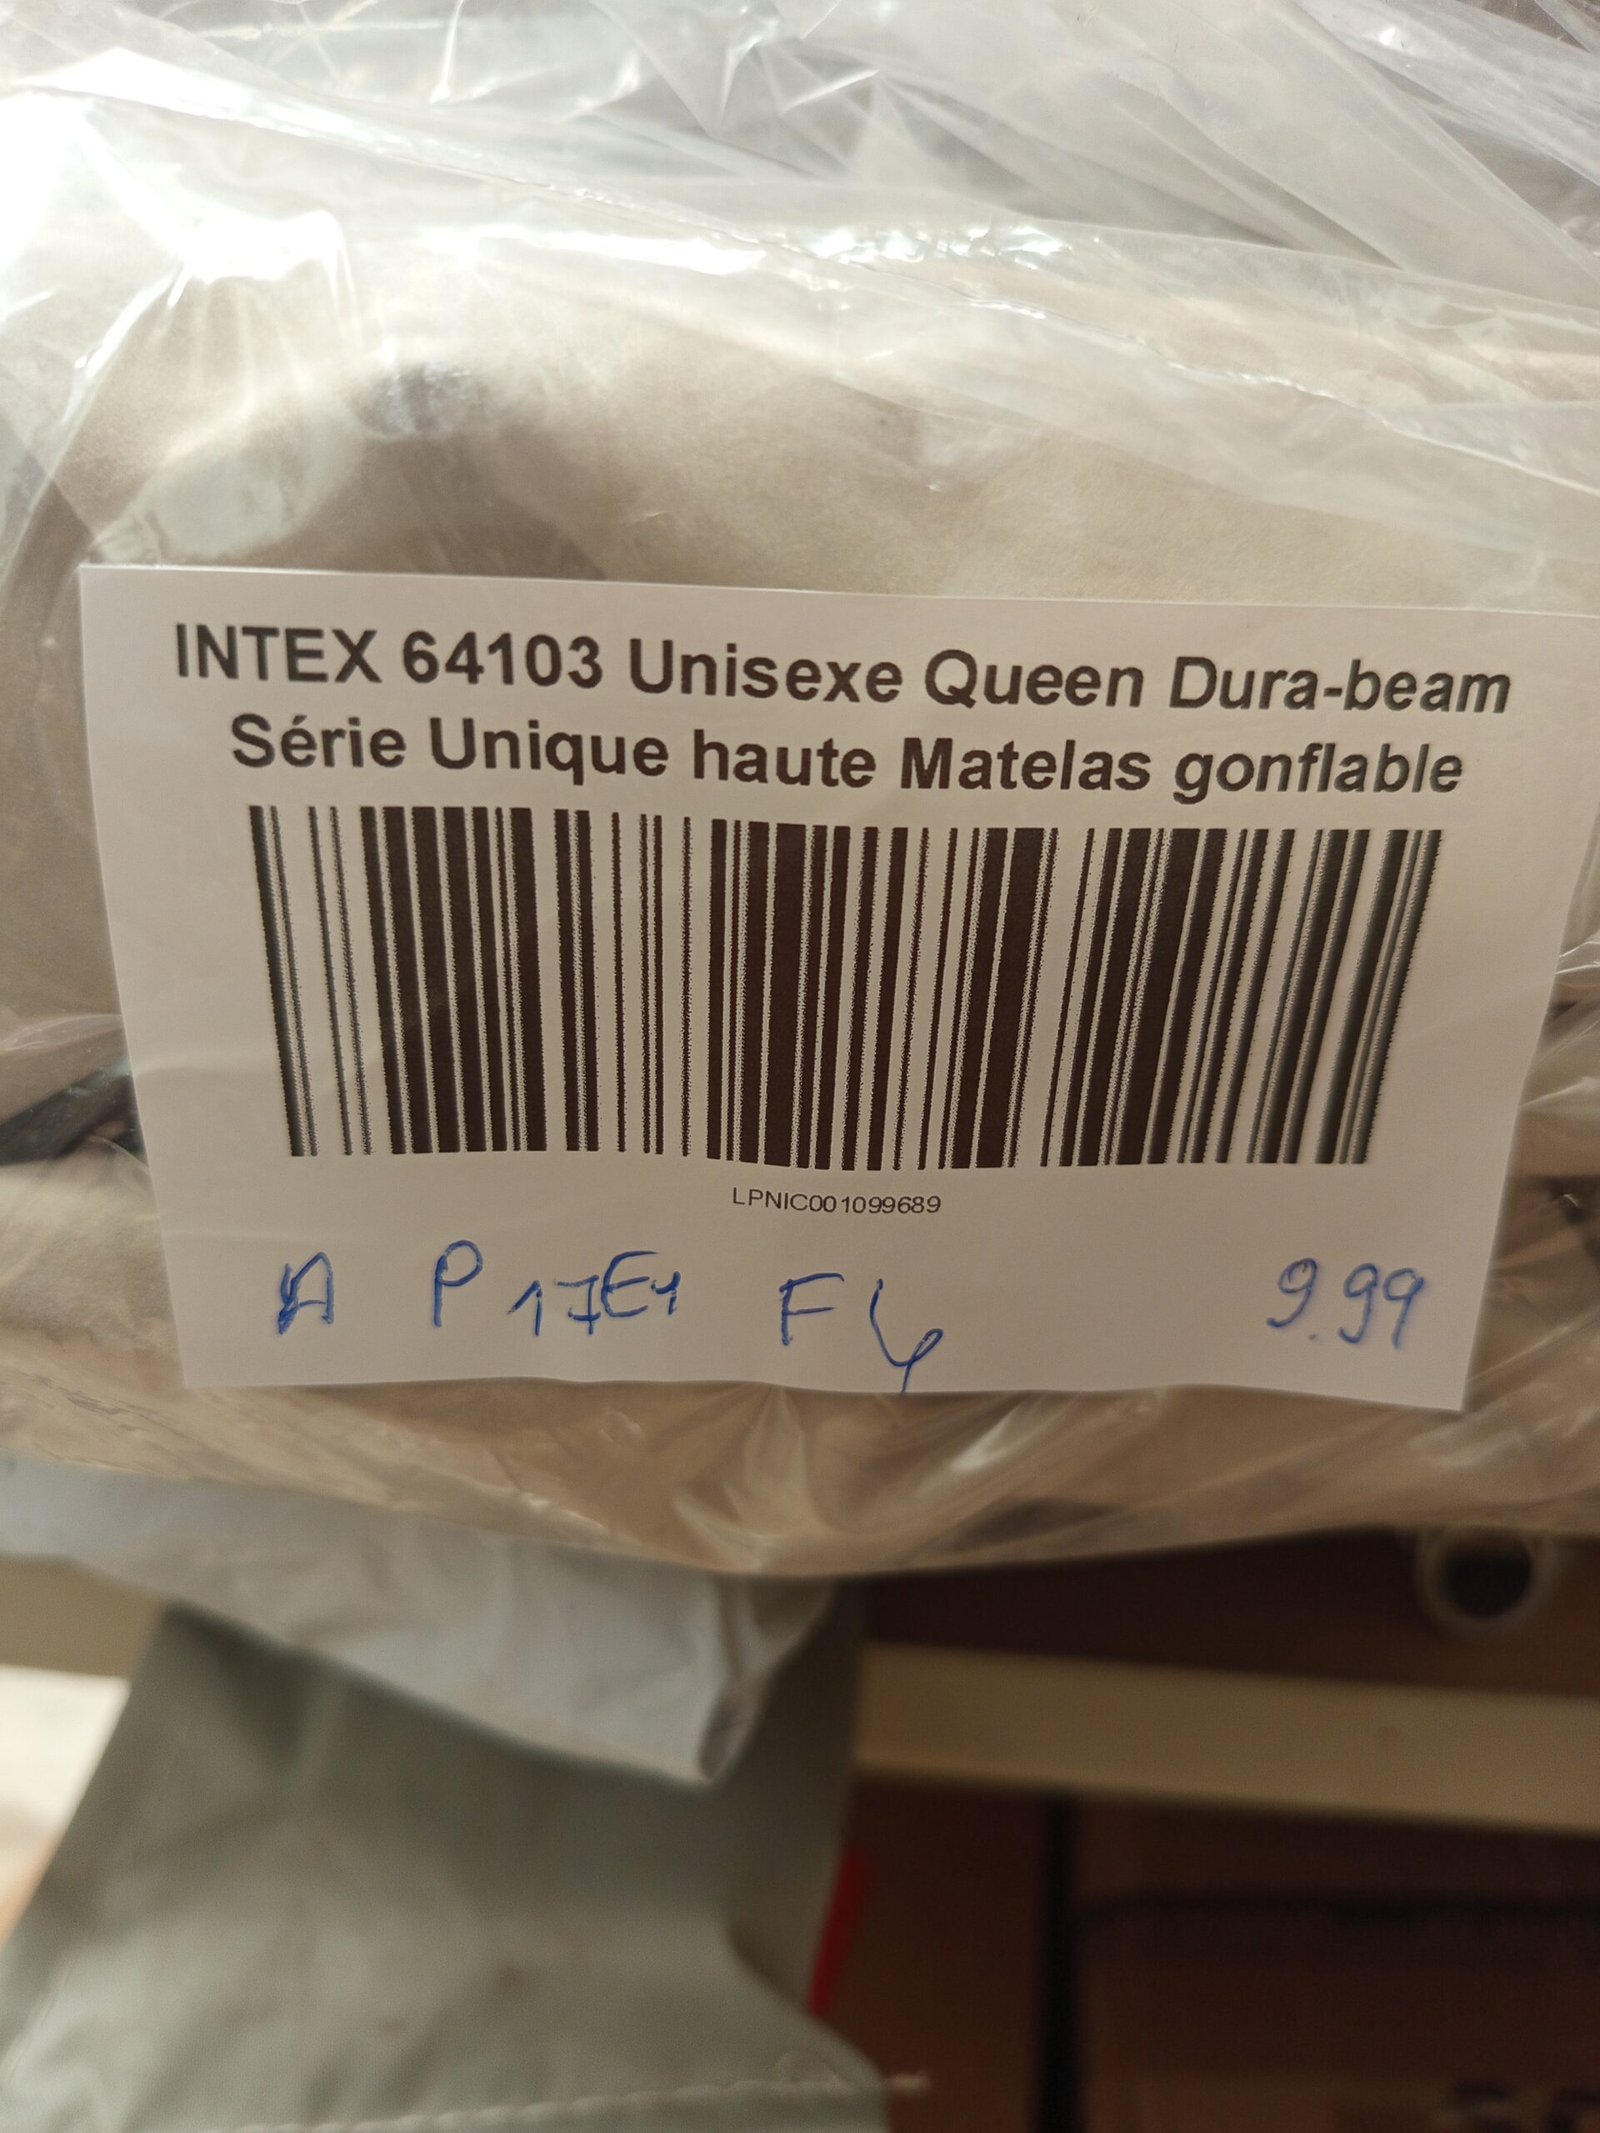 INTEX 64103 Unisexe Queen Dura-beam
Série Unique haute Matelas gonflable
LPNIC001099689
A P 17E1 F4 9.99